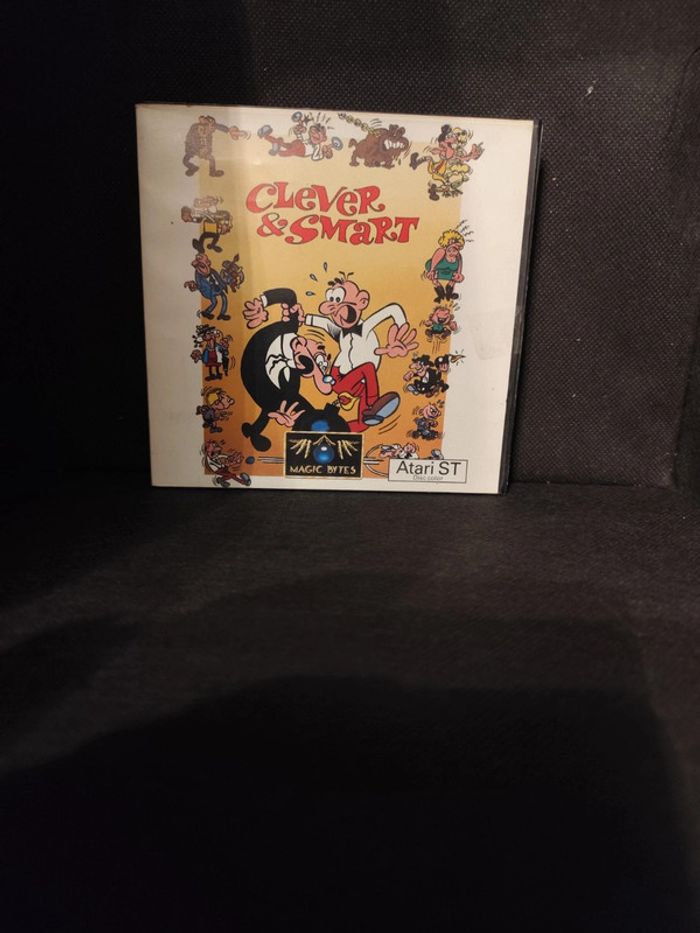 CLeVeR
& SMaRT
MAGIC BYTES
Atari ST
Disc color